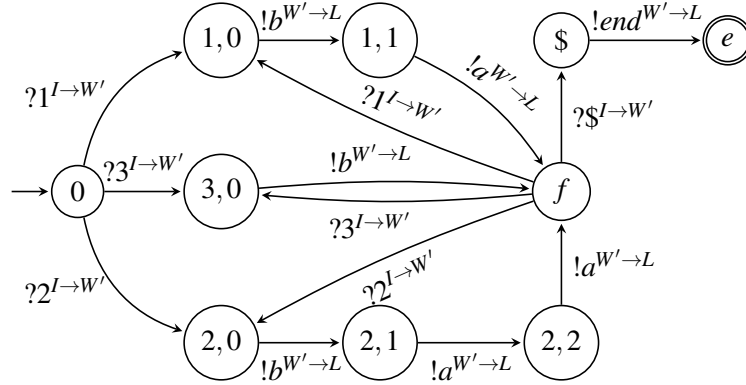 1,0 !b^{W'→L} 1,1 $ !end^{W'→L} e
?1^{I→W'} !a^{W'→L} ?1^{I→W'} ?$^{I→W'}
0 ?3^{I→W'} 3,0 !b^{W'→L} f
?3^{I→W'}
?2^{I→W'} ?2^{I→W'} !a^{W'→L}
2,0 !b^{W'→L} 2,1 !a^{W'→L} 2,2